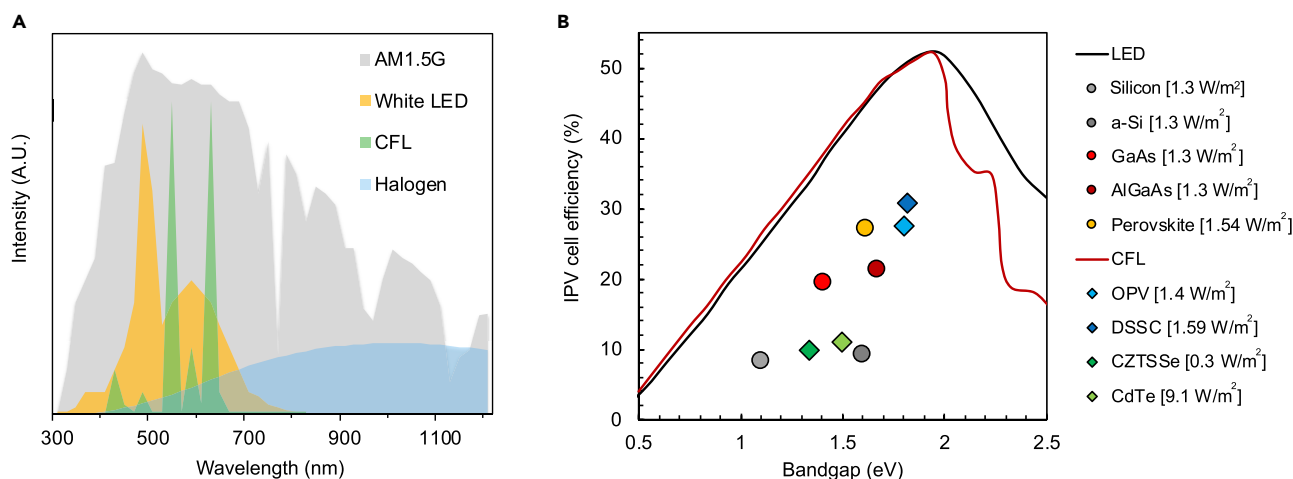 A
Intensity (A.U.)
AM1.5G
White LED
CFL
Halogen
300 500 700 900 1100
Wavelength (nm)
B
IPV cell efficiency (%)
50
40
30
20
10
0
0.5 1 1.5 2 2.5
Bandgap (eV)
LED
Silicon [1.3 W/m²]
a-Si [1.3 W/m²]
GaAs [1.3 W/m²]
AlGaAs [1.3 W/m²]
Perovskite [1.54 W/m²]
CFL
OPV [1.4 W/m²]
DSSC [1.59 W/m²]
CZTSSe [0.3 W/m²]
CdTe [9.1 W/m²]